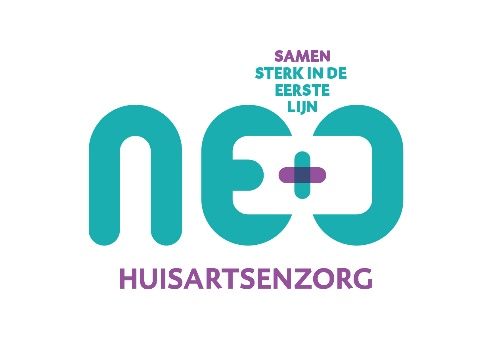 SAMEN
STERK IN DE
EERSTE
LIJN
neo
HUISARTSENZORG